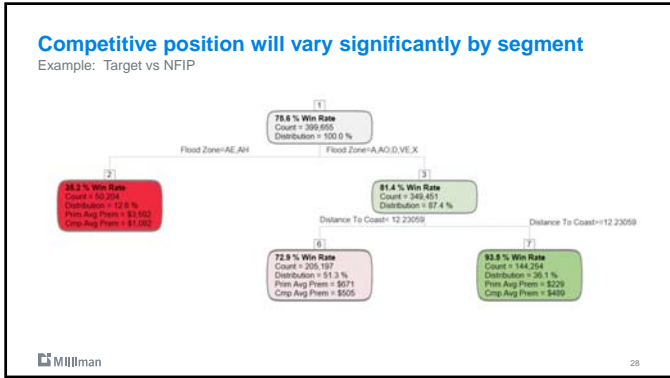 Competitive position will vary significantly by segment
Example: Target vs NFIP
1
78.6 % Win Rate
Count = 399,655
Distribution = 100.0 %
Flood Zone=AE,AH
Flood Zone=A,AO,D,VE,X
2
35.2 % Win Rate
Count = 50,204
Distribution = 12.6 %
Prim Avg Prem = $3,592
Cmp Avg Prem = $1,092
3
81.4 % Win Rate
Count = 349,451
Distribution = 87.4 %
Distance To Coast< 12.23059
Distance To Coast>=12.23059
6
72.9 % Win Rate
Count = 205,197
Distribution = 51.3 %
Prim Avg Prem = $671
Cmp Avg Prem = $505
7
93.5 % Win Rate
Count = 144,254
Distribution = 36.1 %
Prim Avg Prem = $229
Cmp Avg Prem = $489
Milliman
28